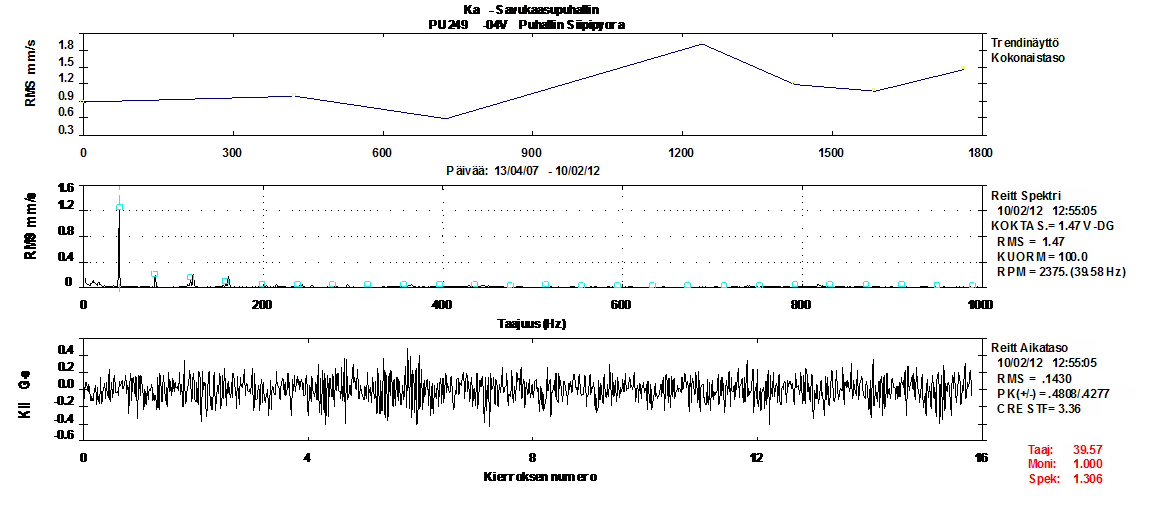 Ka - Savukaasupuhallin
PU249 -04V Puhallin Siipipyora
RMS mm/s
1.8
1.5
1.2
0.9
0.6
0.3
0 300 600 900 1200 1500 1800
Päivää: 13/04/07 - 10/02/12
Trendinäyttö
Kokonaistaso
RMS mm/s
1.6
1.2
0.8
0.4
0
0 200 400 600 800 1000
Taajuus (Hz)
Reitt Spektri
10/02/12 12:55:05
KOKTAS.= 1.47 V-DG
RMS = 1.47
KUORM = 100.0
RPM = 2375. (39.58 Hz)
Kii G-s
0.4
0.2
0.0
-0.2
-0.4
-0.6
0 4 8 12 16
Kierroksen numero
Reitt Aikataso
10/02/12 12:55:05
RMS = .1430
PK(+/-) = .4808/.4277
CRESTF= 3.36
Taaj: 39.57
Moni: 1.000
Spek: 1.306